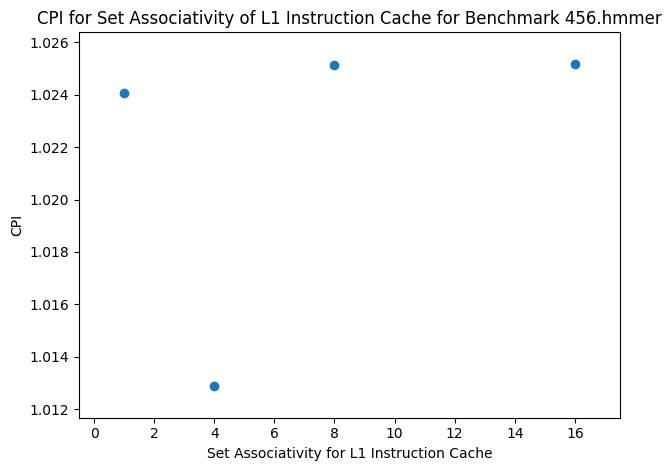 CPI for Set Associativity of L1 Instruction Cache for Benchmark 456.hmmer
1.026
1.024
1.022
1.020
1.018
1.016
1.014
1.012
CPI
0 2 4 6 8 10 12 14 16
Set Associativity for L1 Instruction Cache